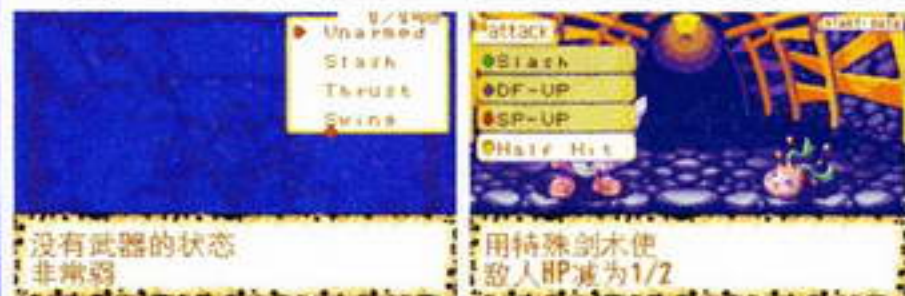 Unarmed
Slash
Thrust
Swing
没有武器的状态
非常弱
attack
Slash
DF-UP
SP-UP
Half Hit
用特殊剑术使
敌人HP减为1/2